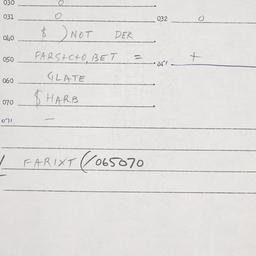 030 0
031 0 032 0
040 $ ) NOT DER
050 FARS+C+O, BET = 051 +
060 GLATE
070 $ HARB
071 —
FARIXT (/065070